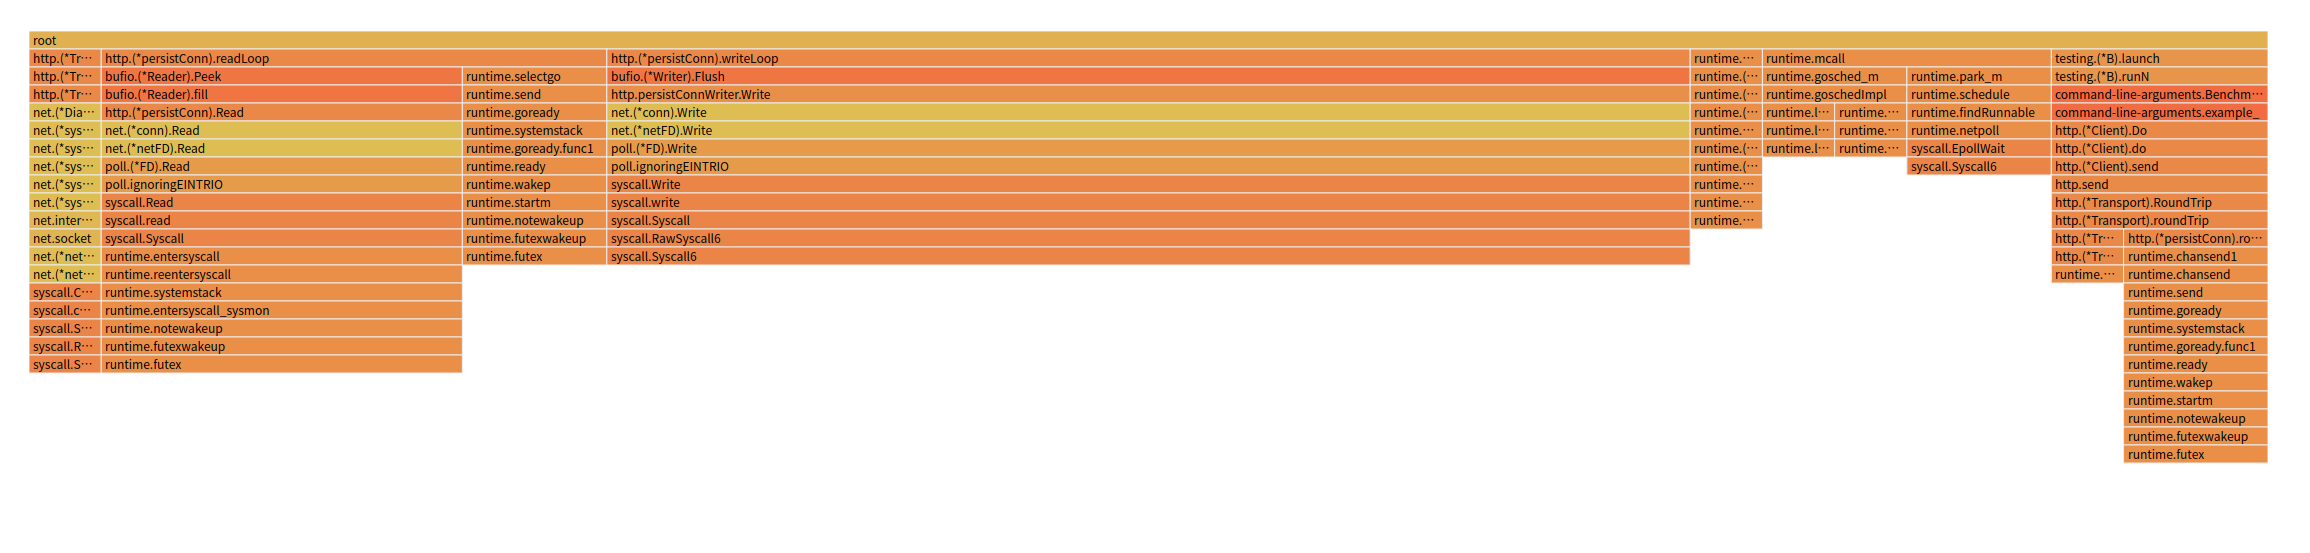 root
http.(*Tr··· http.(*persistConn).readLoop http.(*persistConn).writeLoop runtime.··· runtime.mcall testing.(*B).launch
http.(*Tr··· bufio.(*Reader).Peek runtime.selectgo bufio.(*Writer).Flush runtime.(··· runtime.gosched_m runtime.park_m testing.(*B).runN
http.(*Tr··· bufio.(*Reader).fill runtime.send http.persistConnWriter.Write runtime.(··· runtime.goschedImpl runtime.schedule command-line-arguments.Benchm···
net.(*Dia··· http.(*persistConn).Read runtime.goready net.(*conn).Write runtime.(··· runtime.l··· runtime.··· runtime.findRunnable command-line-arguments.example_
net.(*sys··· net.(*conn).Read runtime.systemstack net.(*netFD).Write runtime.··· runtime.l··· runtime.··· runtime.netpoll http.(*Client).Do
net.(*sys··· net.(*netFD).Read runtime.goready.func1 poll.(*FD).Write runtime.(··· runtime.l··· runtime.··· syscall.EpollWait http.(*Client).do
net.(*sys··· poll.(*FD).Read runtime.ready poll.ignoringEINTRIO runtime.(··· syscall.Syscall6 http.(*Client).send
net.(*sys··· poll.ignoringEINTRIO runtime.wakep syscall.Write runtime.··· http.send
net.(*sys··· syscall.Read runtime.startm syscall.write runtime.··· http.(*Transport).RoundTrip
net.inter··· syscall.read runtime.notewakeup syscall.Syscall runtime.··· http.(*Transport).roundTrip
net.socket syscall.Syscall runtime.futexwakeup syscall.RawSyscall6 http.(*Tr··· http.(*persistConn).ro···
net.(*net··· runtime.entersyscall runtime.futex syscall.Syscall6 http.(*Tr··· runtime.chansend1
net.(*net··· runtime.reentersyscall runtime.··· runtime.chansend
syscall.C··· runtime.systemstack runtime.send
syscall.c··· runtime.entersyscall_sysmon runtime.goready
syscall.S··· runtime.notewakeup runtime.systemstack
syscall.R··· runtime.futexwakeup runtime.goready.func1
syscall.S··· runtime.futex runtime.ready
runtime.wakep
runtime.startm
runtime.notewakeup
runtime.futexwakeup
runtime.futex